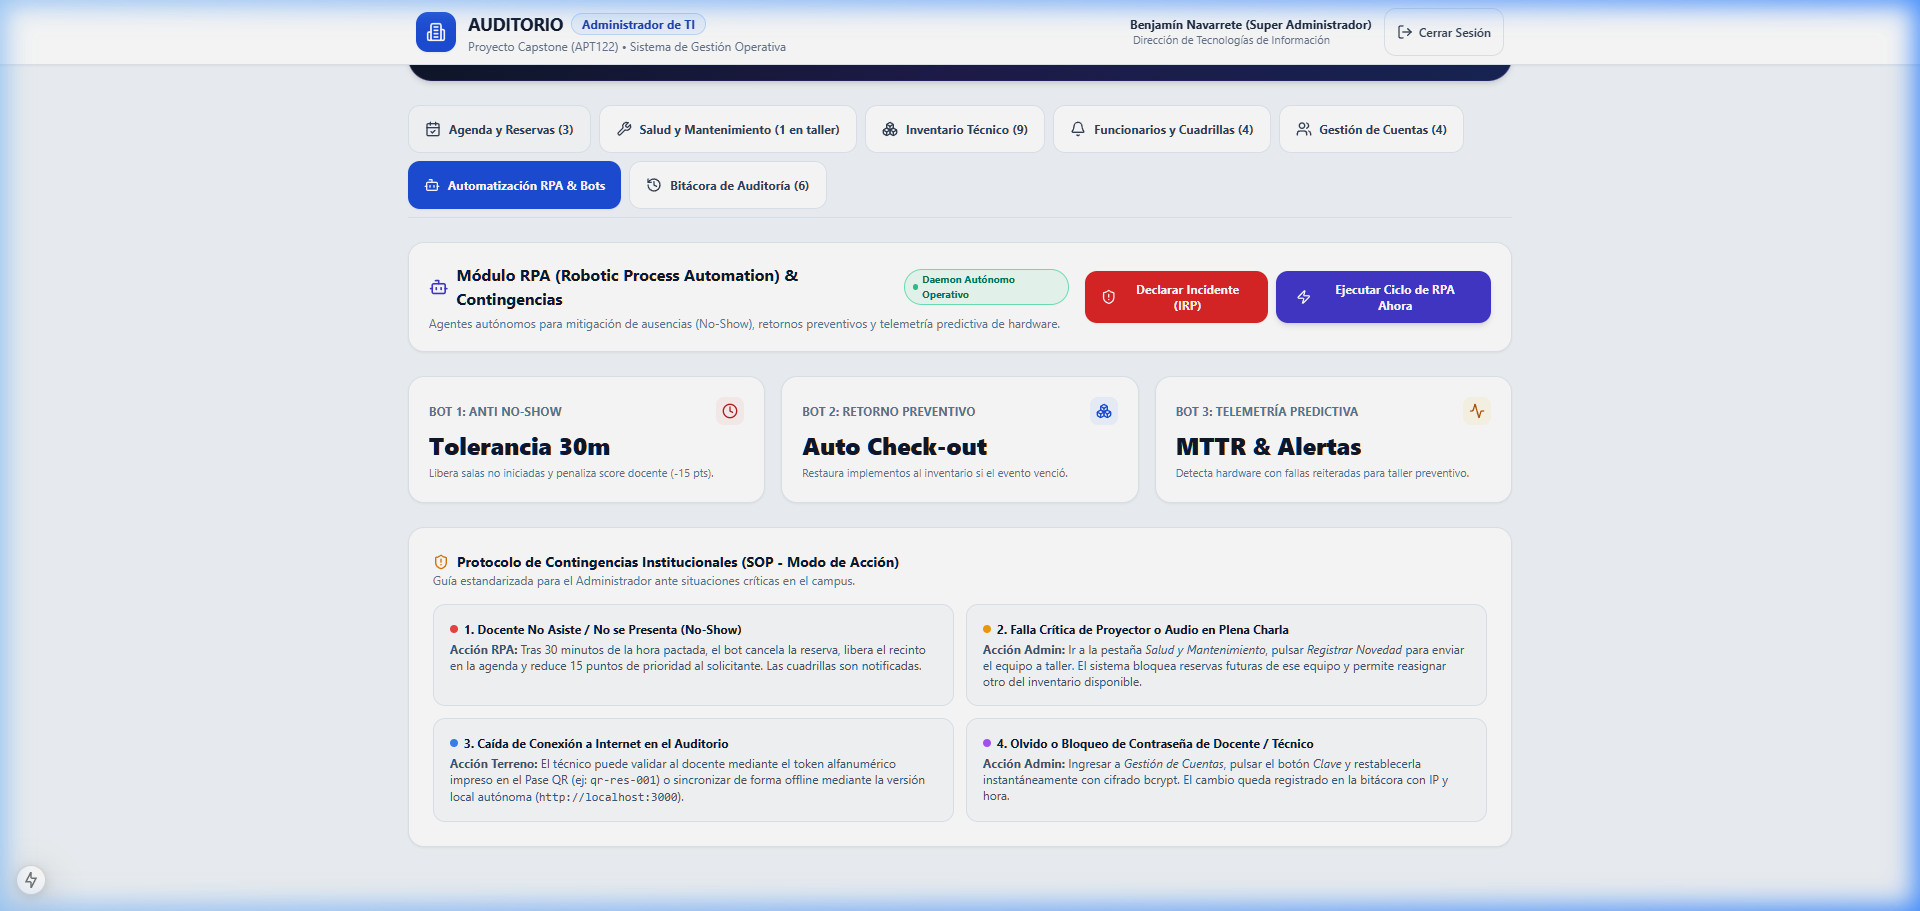 AUDITORIO
Administrador de TI
Proyecto Capstone (APT122) • Sistema de Gestión Operativa
Benjamín Navarrete (Super Administrador)
Dirección de Tecnologías de Información
Cerrar Sesión
Agenda y Reservas (3)
Salud y Mantenimiento (1 en taller)
Inventario Técnico (9)
Funcionarios y Cuadrillas (4)
Gestión de Cuentas (4)
Automatización RPA & Bots
Bitácora de Auditoría (6)
Módulo RPA (Robotic Process Automation) &
Contingencias
Daemon Autónomo
Operativo
Agentes autónomos para mitigación de ausencias (No-Show), retornos preventivos y telemetría predictiva de hardware.
Declarar Incidente
(IRP)
Ejecutar Ciclo de RPA
Ahora
BOT 1: ANTI NO-SHOW
Tolerancia 30m
Libera salas no iniciadas y penaliza score docente (-15 pts).
BOT 2: RETORNO PREVENTIVO
Auto Check-out
Restaura implementos al inventario si el evento venció.
BOT 3: TELEMETRÍA PREDICTIVA
MTTR & Alertas
Detecta hardware con fallas reiteradas para taller preventivo.
Protocolo de Contingencias Institucionales (SOP - Modo de Acción)
Guía estandarizada para el Administrador ante situaciones críticas en el campus.
1. Docente No Asiste / No se Presenta (No-Show)
Acción RPA: Tras 30 minutos de la hora pactada, el bot cancela la reserva, libera el recinto
en la agenda y reduce 15 puntos de prioridad al solicitante. Las cuadrillas son notificadas.
2. Falla Crítica de Proyector o Audio en Plena Charla
Acción Admin: Ir a la pestaña Salud y Mantenimiento, pulsar Registrar Novedad para enviar
el equipo a taller. El sistema bloquea reservas futuras de ese equipo y permite reasignar
otro del inventario disponible.
3. Caída de Conexión a Internet en el Auditorio
Acción Terreno: El técnico puede validar al docente mediante el token alfanumérico
impreso en el Pase QR (ej: qr-res-001) o sincronizar de forma offline mediante la versión
local autónoma (http://localhost:3000).
4. Olvido o Bloqueo de Contraseña de Docente / Técnico
Acción Admin: Ingresar a Gestión de Cuentas, pulsar el botón Clave y restablecerla
instantáneamente con cifrado bcrypt. El cambio queda registrado en la bitácora con IP y
hora.